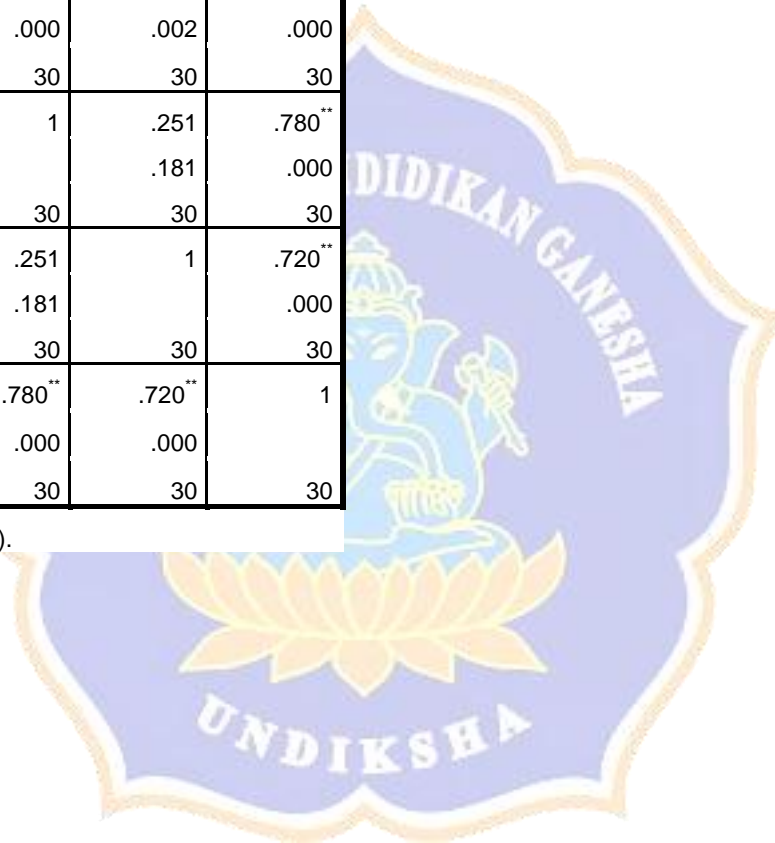 .000 .002 .000
30 30 30
1 .251 .780**
.181 .000
30 30 30
.251 1 .720**
.181 .000
30 30 30
.780** .720** 1
.000 .000
30 30 30
).
DIDIKAN GANESHA
UNDIKSHA